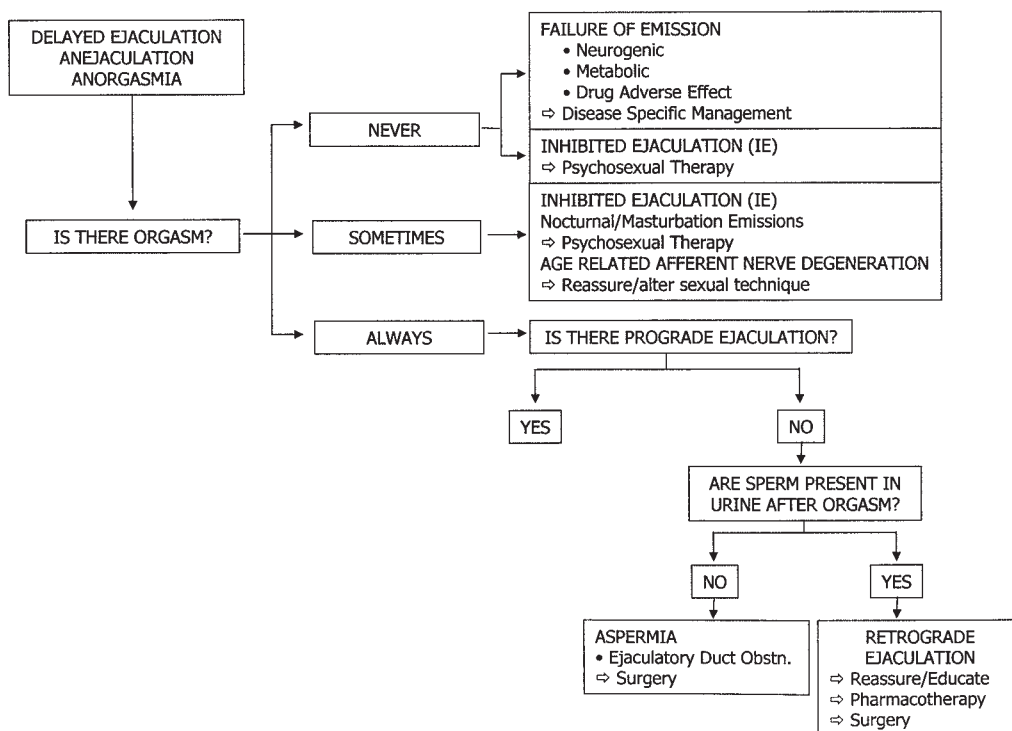 DELAYED EJACULATION
ANEJACULATION
ANORGASMIA
IS THERE ORGASM?
NEVER
FAILURE OF EMISSION
• Neurogenic
• Metabolic
• Drug Adverse Effect
⇨ Disease Specific Management
INHIBITED EJACULATION (IE)
⇨ Psychosexual Therapy
SOMETIMES
INHIBITED EJACULATION (IE)
Nocturnal/Masturbation Emissions
⇨ Psychosexual Therapy
AGE RELATED AFFERENT NERVE DEGENERATION
⇨ Reassure/alter sexual technique
ALWAYS
IS THERE PROGRADE EJACULATION?
YES
NO
ARE SPERM PRESENT IN
URINE AFTER ORGASM?
NO
YES
ASPERMIA
• Ejaculatory Duct Obstn.
⇨ Surgery
RETROGRADE
EJACULATION
⇨ Reassure/Educate
⇨ Pharmacotherapy
⇨ Surgery